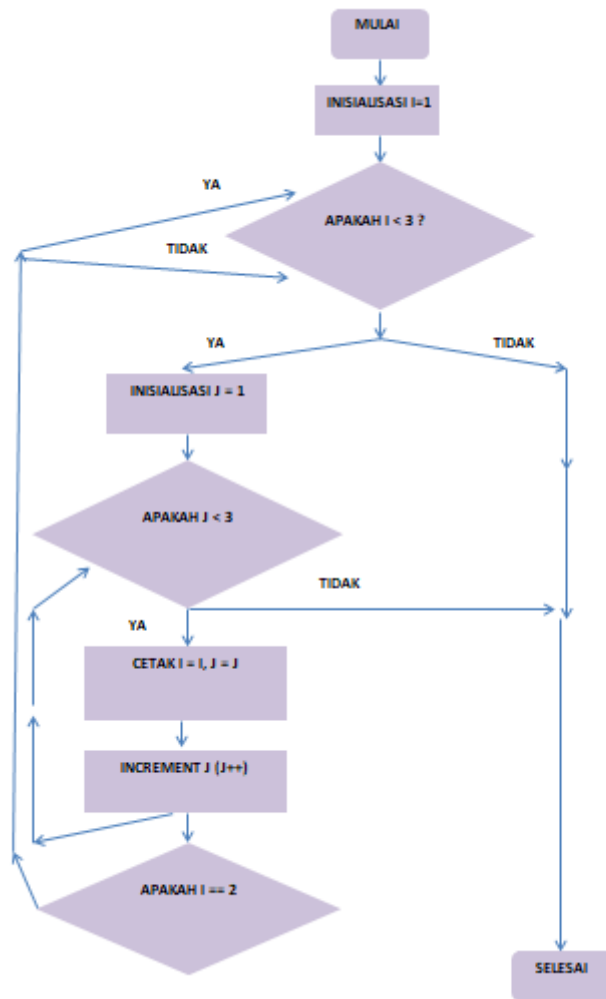 MULAI
INISIALISASI I=1
YA
APAKAH I < 3 ?
TIDAK
YA
TIDAK
INISIALISASI J = 1
APAKAH J < 3
TIDAK
YA
CETAK I = I, J = J
INCREMENT J (J++)
APAKAH I == 2
SELESAI